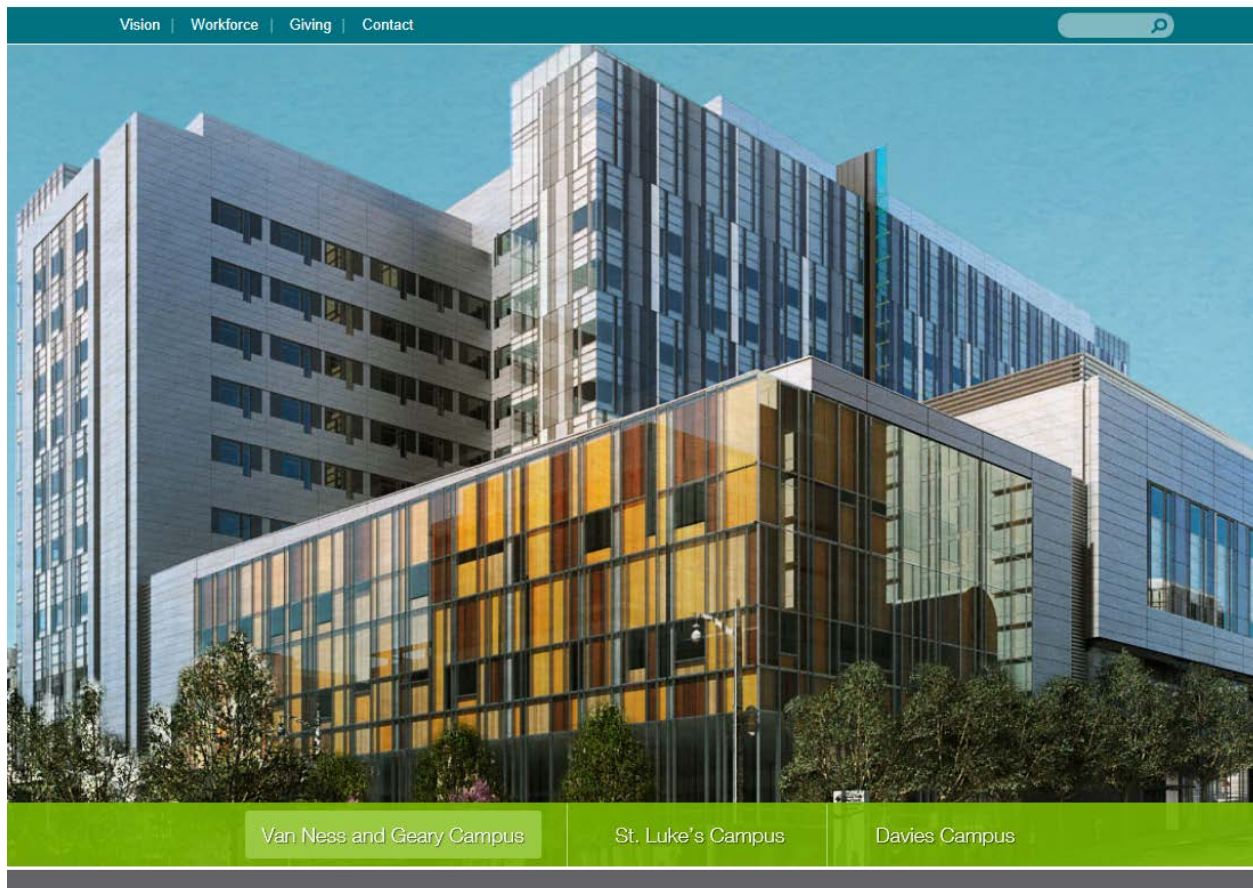 Vision | Workforce | Giving | Contact
Van Ness and Geary Campus St. Luke's Campus Davies Campus